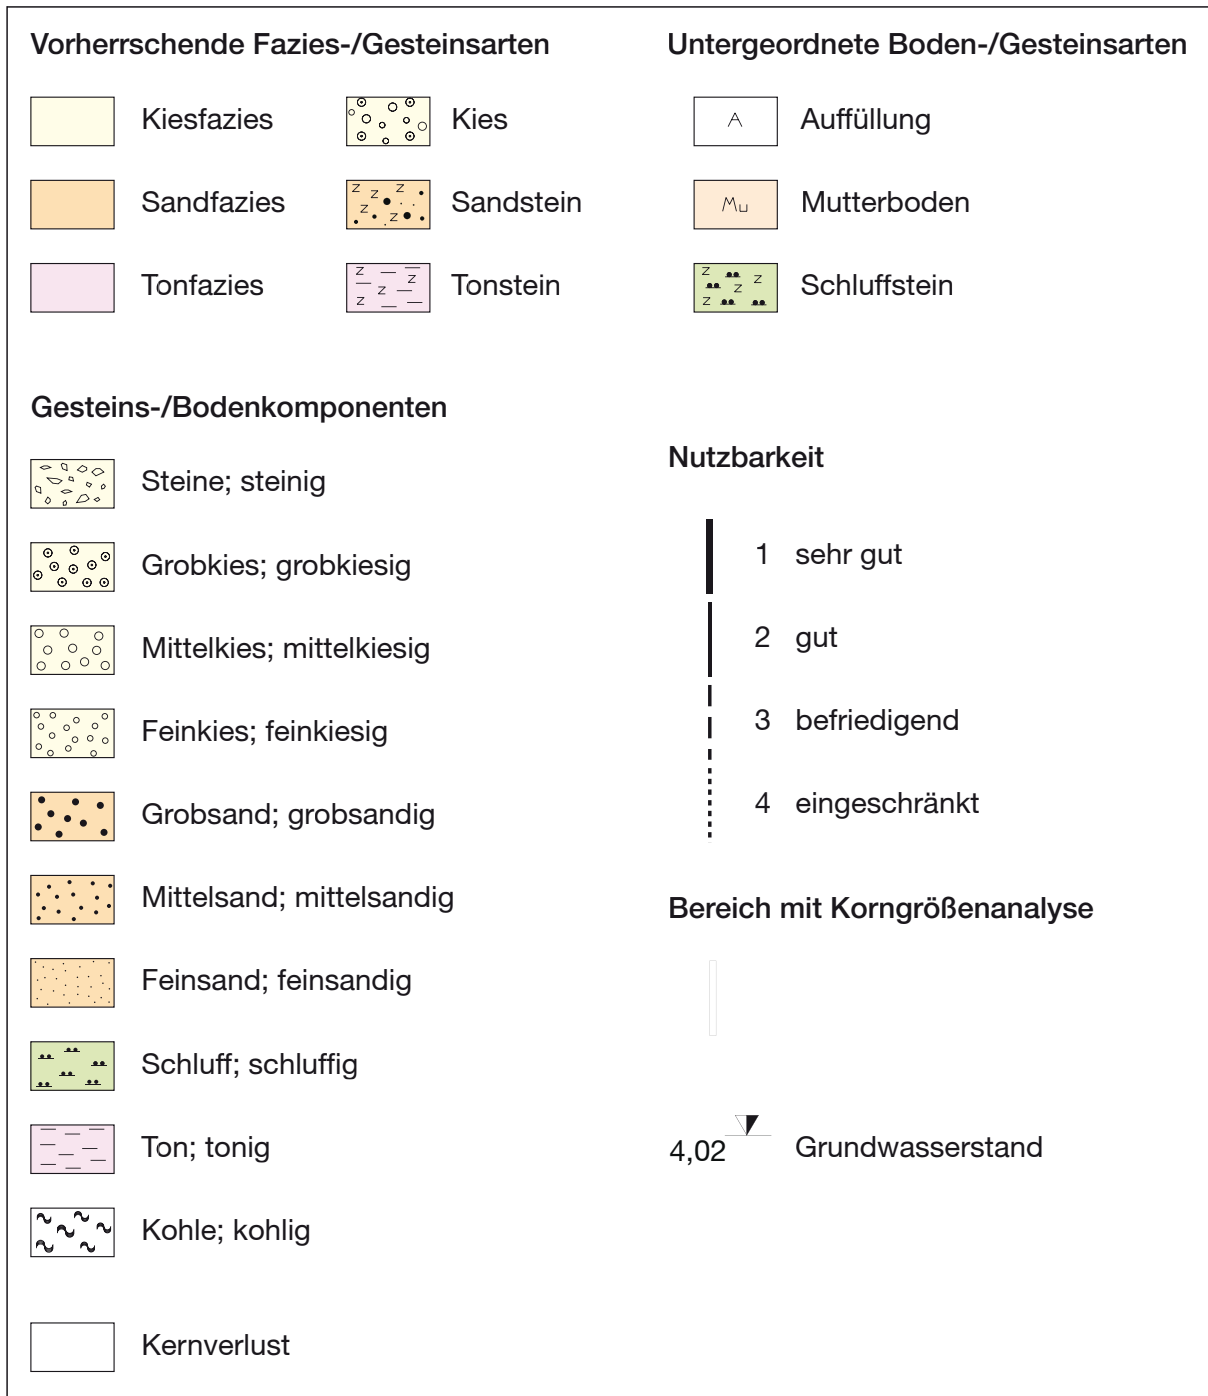 Vorherrschende Fazies-/Gesteinsarten
Kiesfazies
Kies
Sandfazies
Sandstein
Tonfazies
Tonstein
Untergeordnete Boden-/Gesteinsarten
A
Auffüllung
Mu
Mutterboden
Schluffstein
Gesteins-/Bodenkomponenten
Steine; steinig
Grobkies; grobkiesig
Mittelkies; mittelkiesig
Feinkies; feinkiesig
Grobsand; grobsandig
Mittelsand; mittelsandig
Feinsand; feinsandig
Schluff; schluffig
Ton; tonig
Kohle; kohlig
Kernverlust
Nutzbarkeit
1 sehr gut
2 gut
3 befriedigend
4 eingeschränkt
Bereich mit Korngrößenanalyse
4,02 Grundwasserstand